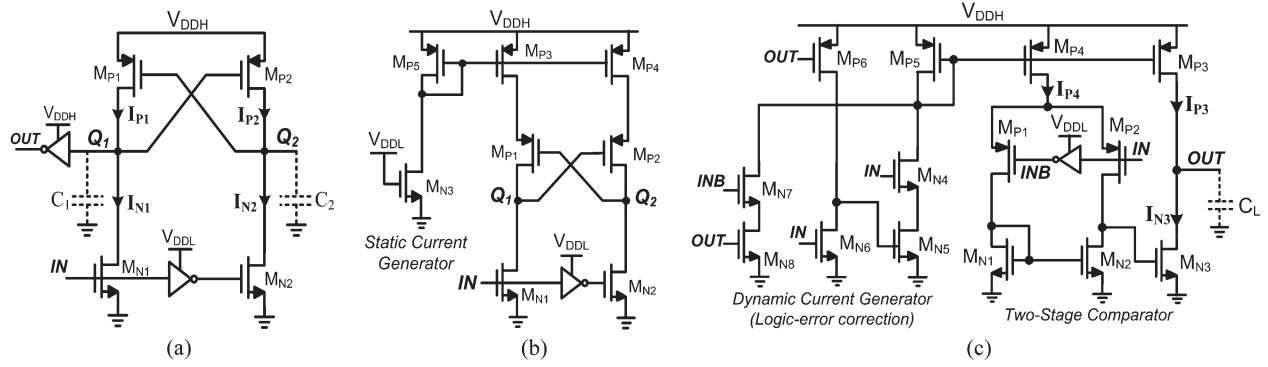 V_DDH
M_P1
M_P2
V_DDH
I_P1
I_P2
OUT
Q_1
Q_2
C_1
I_N1
I_N2
C_2
V_DDL
IN
M_N1
M_N2
(a)
V_DDH
M_P5
M_P3
M_P4
V_DDL
M_P1
M_P2
M_N3
Q_1
Q_2
Static Current
Generator
V_DDL
IN
M_N1
M_N2
(b)
V_DDH
OUT
M_P6
M_P5
M_P4
M_P3
I_P4
I_P3
M_P1
V_DDL
M_P2
IN
INB
OUT
INB
M_N7
IN
M_N4
I_N3
C_L
OUT
M_N8
IN
M_N6
M_N5
M_N1
M_N2
M_N3
Dynamic Current Generator
(Logic-error correction)
Two-Stage Comparator
(c)